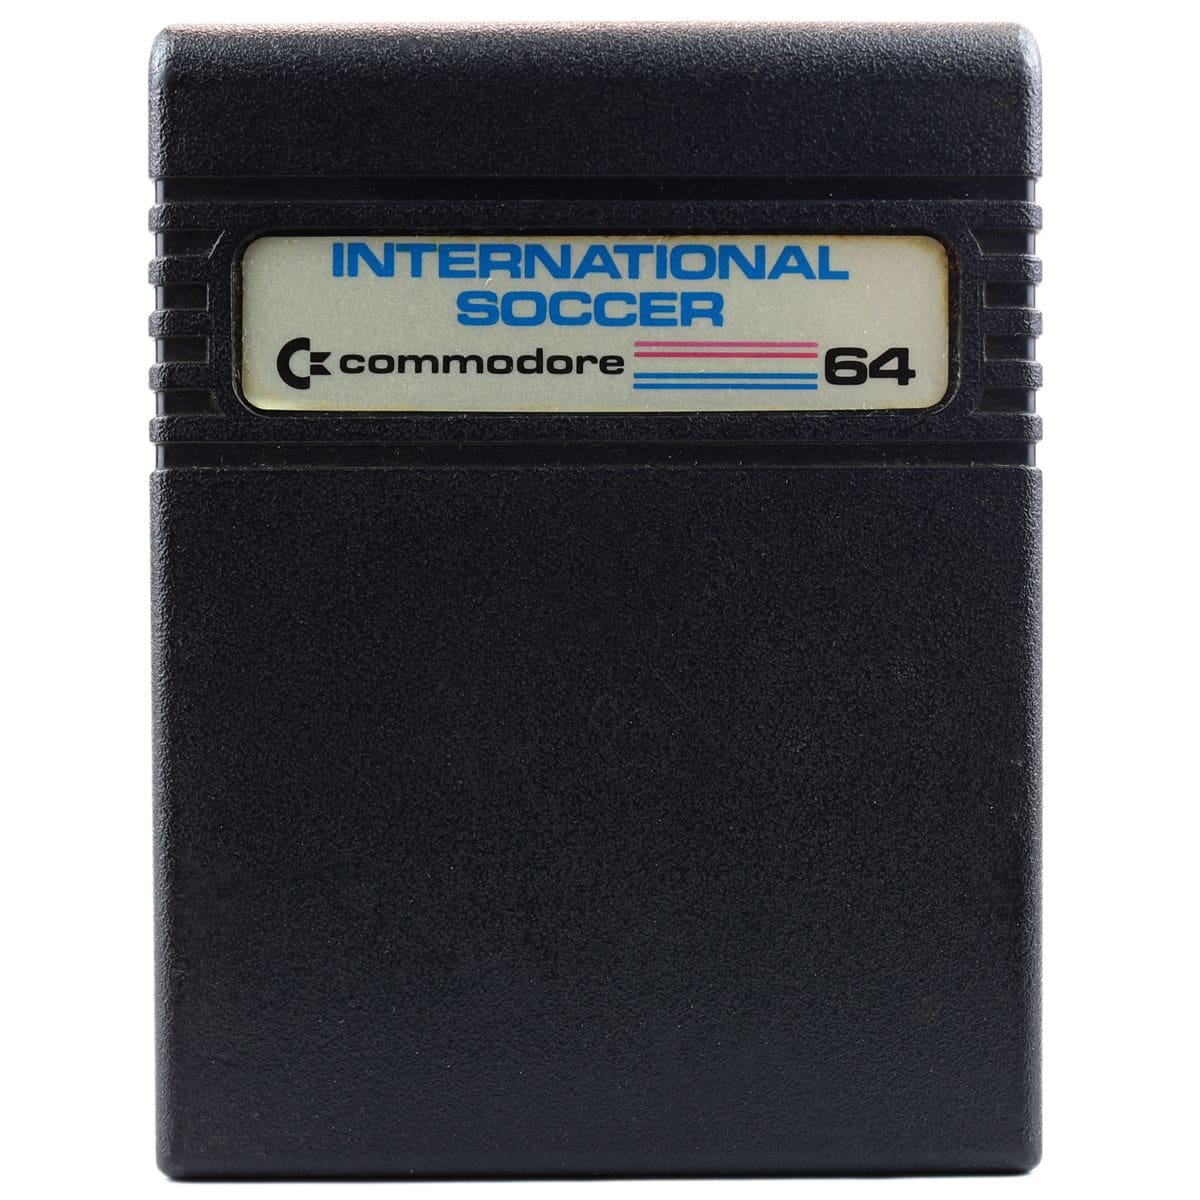 INTERNATIONAL
SOCCER
commodore 64